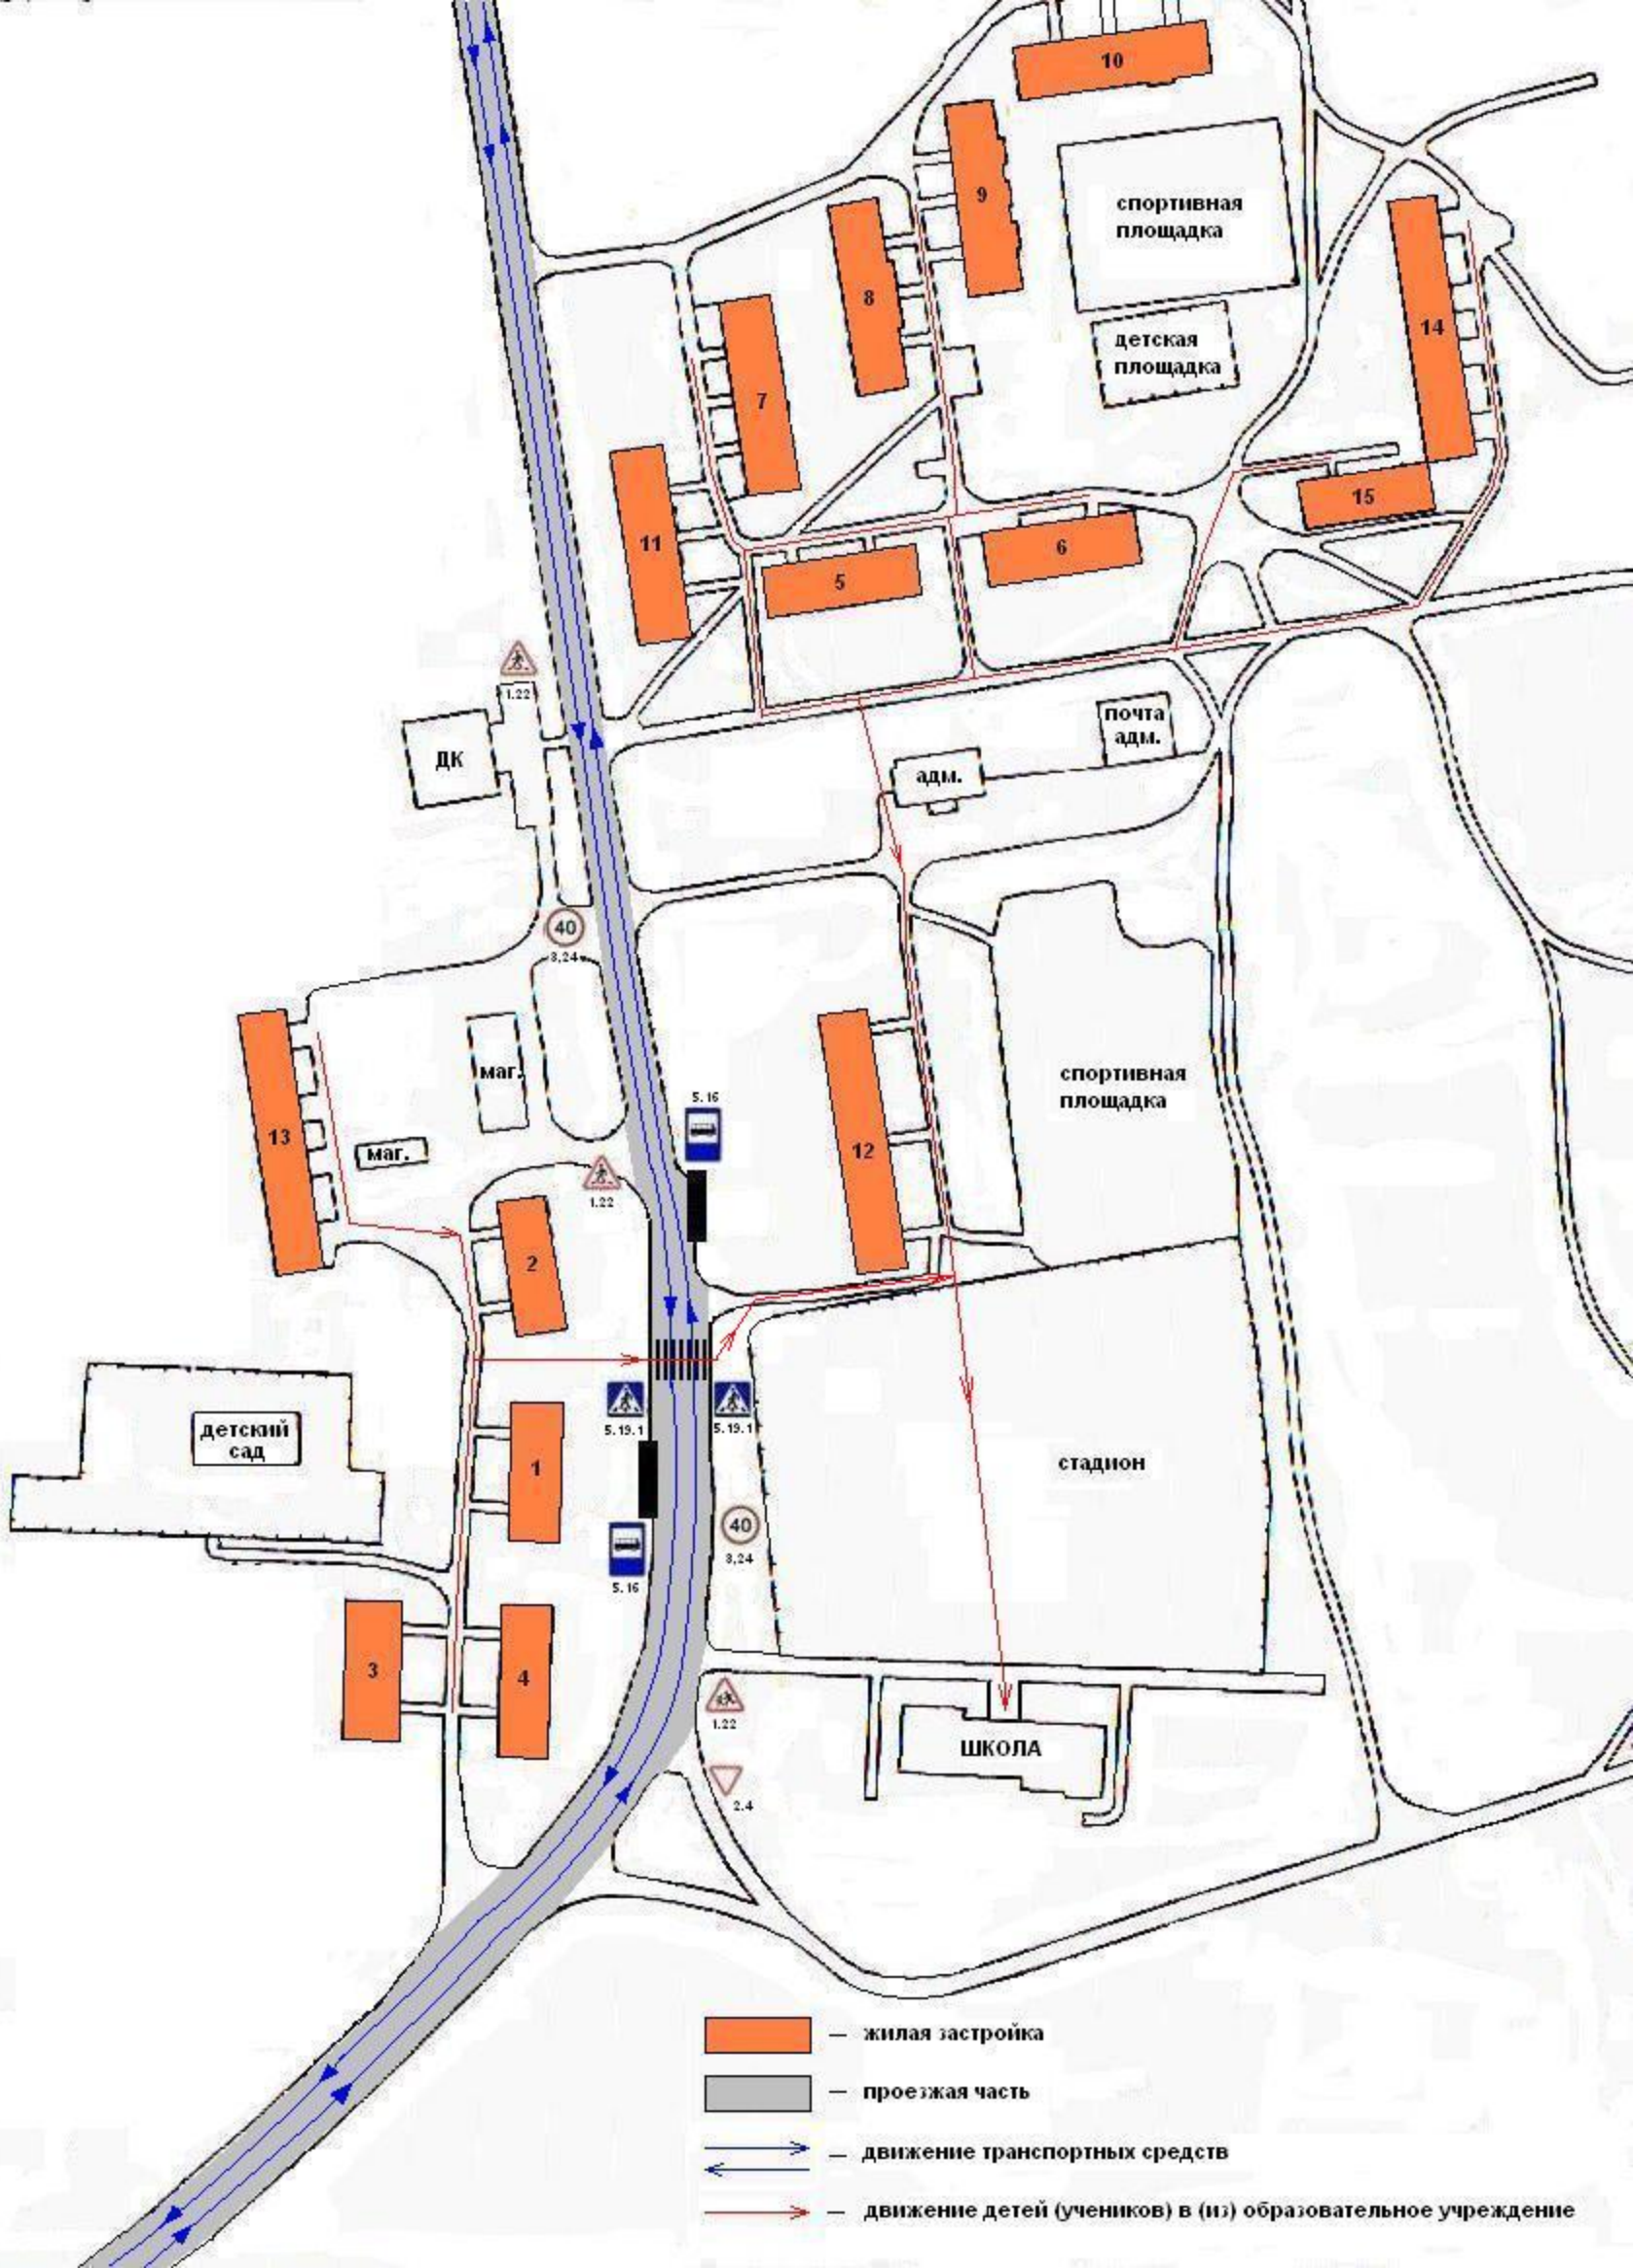 10
9
спортивная
площадка
8
14
детская
площадка
7
15
11
6
5
1.22
ДК
почта
адм.
адм.
40
3,24
маг.
спортивная
площадка
5.16
13
маг.
12
1.22
2
5.19.1
5.19.1
детский
сад
1
стадион
40
3,24
5.16
3
4
1.22
ШКОЛА
2.4
— жилая застройка
— проезжая часть
— движение транспортных средств
— движение детей (учеников) в (из) образовательное учреждение